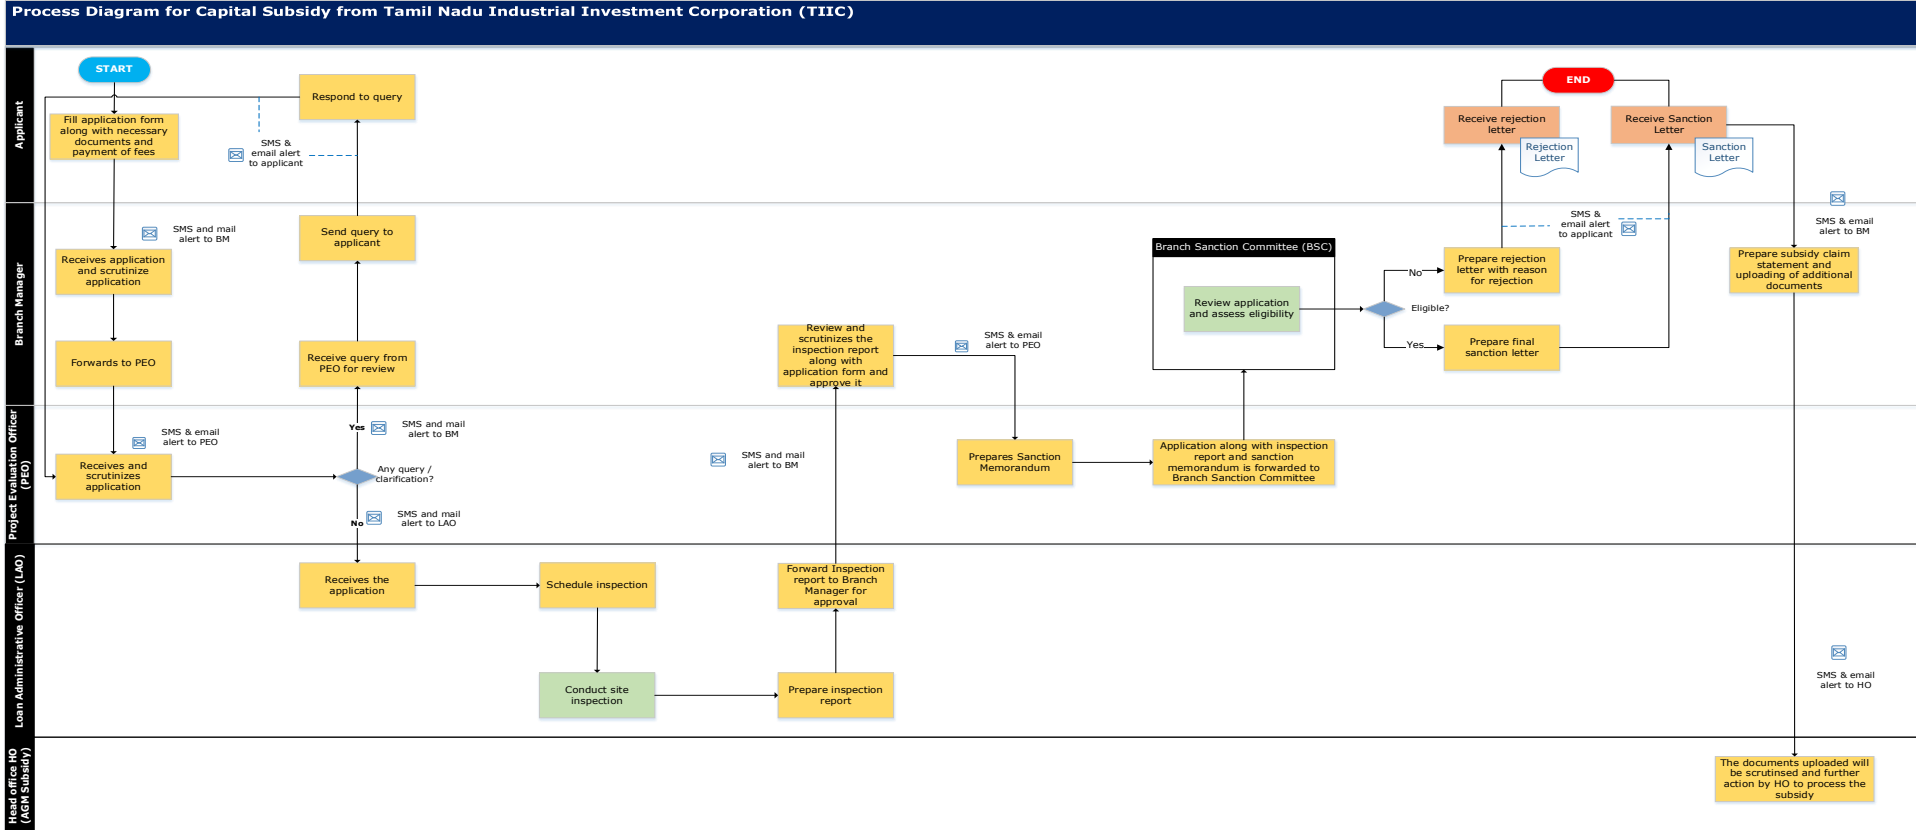 Process Diagram for Capital Subsidy from Tamil Nadu Industrial Investment Corporation (TIIC)
Applicant
START
Fill application form
along with necessary
documents and
payment of fees
Respond to query
SMS &
email alert
to applicant
END
Receive rejection
letter
Rejection
Letter
Receive Sanction
Letter
Sanction
Letter
Branch Manager
SMS and mail
alert to BM
Receives application
and scrutinize
application
Forwards to PEO
Send query to
applicant
Receive query from
PEO for review
Review and
scrutinizes the
inspection report
along with
application form and
approve it
SMS & email
alert to PEO
Branch Sanction Committee (BSC)
Review application
and assess eligibility
Eligible?
No
Yes
Prepare rejection
letter with reason
for rejection
Prepare final
sanction letter
SMS &
email alert
to applicant
SMS & email
alert to BM
Prepare subsidy claim
statement and
uploading of additional
documents
Project Evaluation Officer
(PEO)
SMS & email
alert to PEO
Receives and
scrutinizes
application
Yes
SMS and mail
alert to BM
Any query /
clarification?
No
SMS and mail
alert to LAO
SMS and mail
alert to BM
Prepares Sanction
Memorandum
Application along with inspection
report and sanction
memorandum is forwarded to
Branch Sanction Committee
Loan Administrative Officer (LAO)
Receives the
application
Schedule inspection
Conduct site
inspection
Prepare inspection
report
Forward Inspection
report to Branch
Manager for
approval
SMS & email
alert to HO
Head office HO
(AGM Subsidy)
The documents uploaded will
be scrutinsed and further
action by HO to process the
subsidy